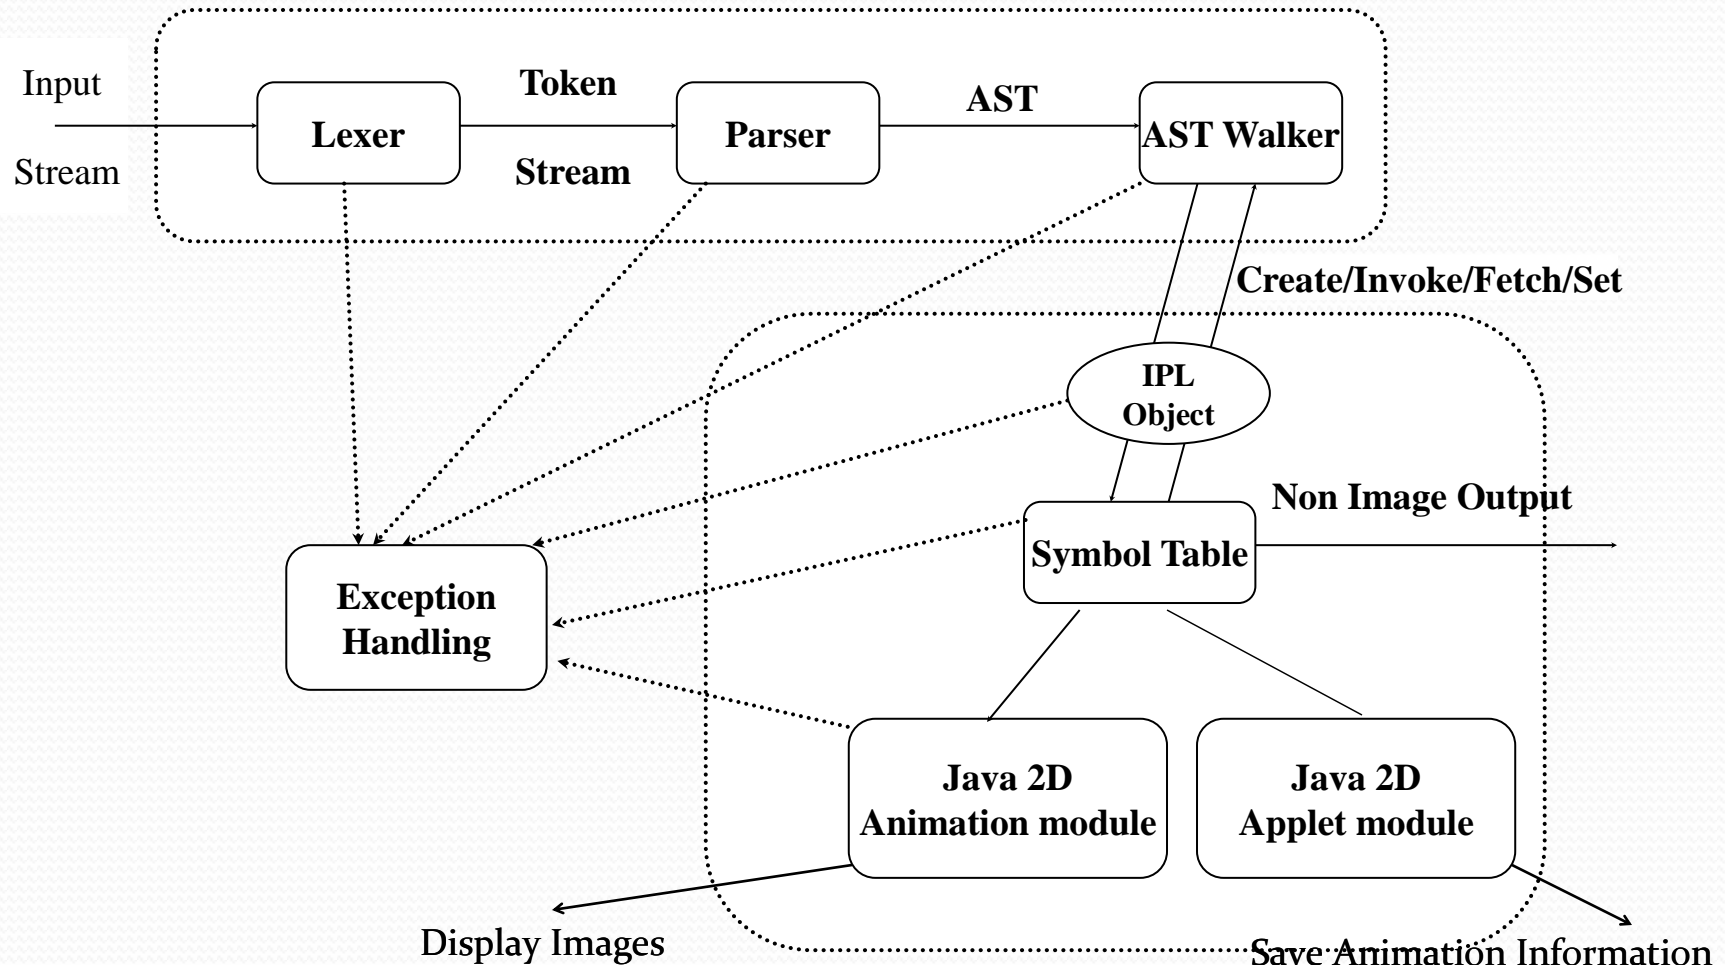 Input
Stream
Lexer
Token
Stream
Parser
AST
AST Walker
Create/Invoke/Fetch/Set
IPL
Object
Non Image Output
Symbol Table
Exception
Handling
Java 2D
Animation module
Java 2D
Applet module
Display Images
Save Animation Information